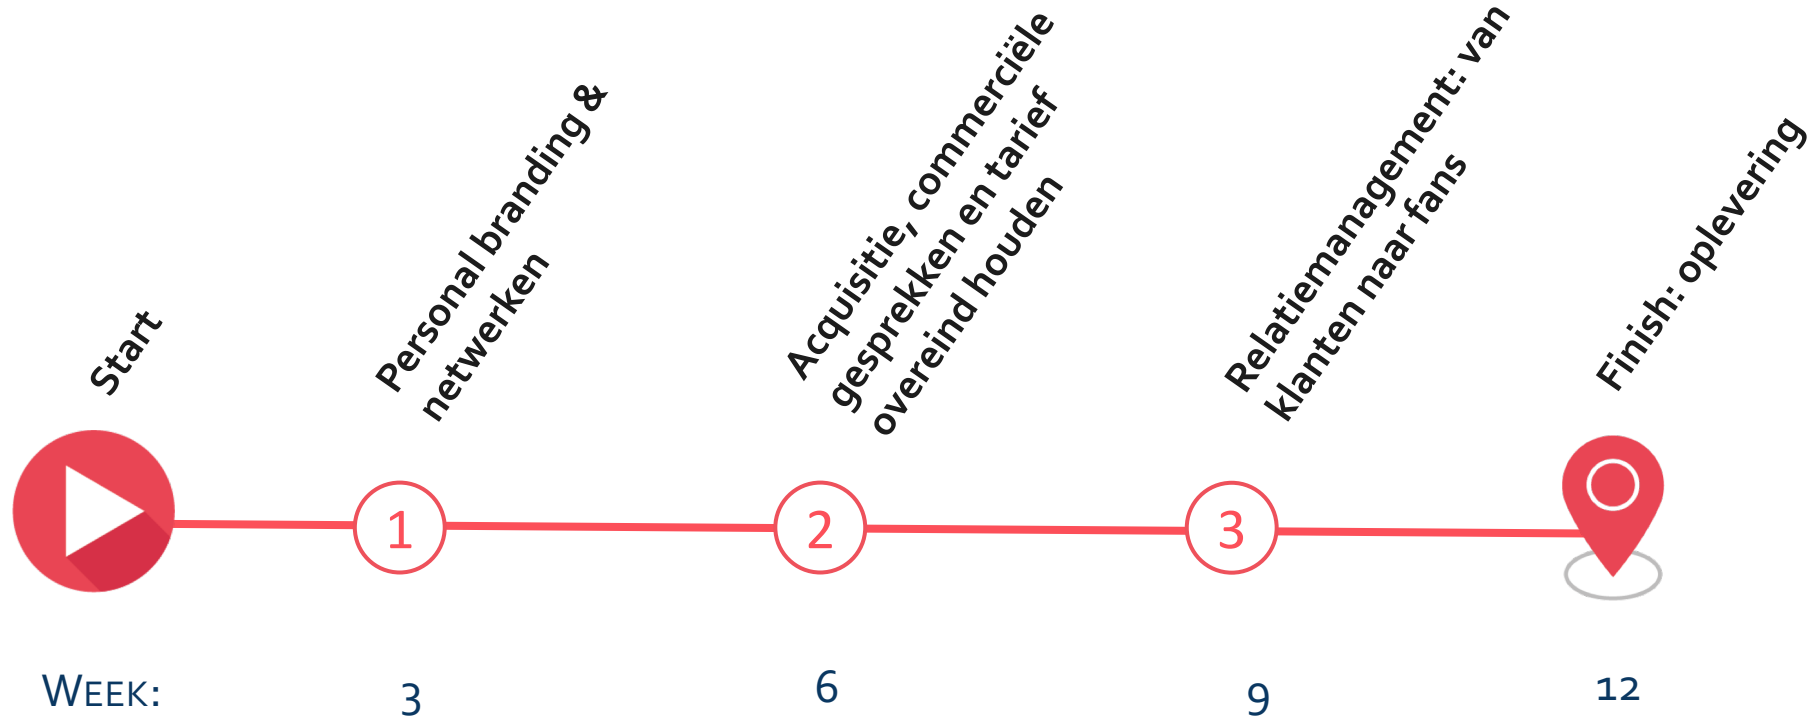 Start
Personal branding &
netwerken
Acquisitie, commerciële
gesprekken en tarief
overeind houden
Relatiemanagement: van
klanten naar fans
Finish: oplevering
1
2
3
WEEK:
3
6
9
12